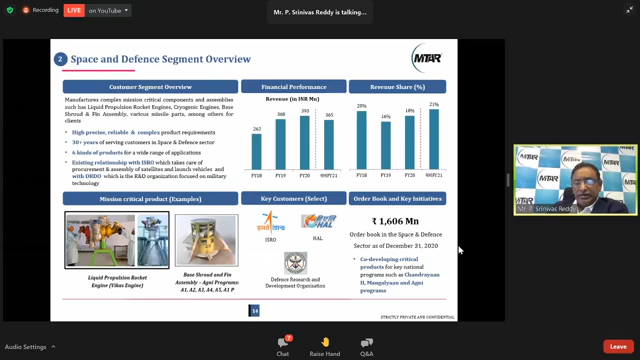 Recording
LIVE on YouTube
Mr. P. Srinivas Reddy is talking...
2 Space and Defence Segment Overview
MTAR
Customer Segment Overview
Manufactures complex mission critical components and assemblies
such has Liquid Propulsion Rocket Engines, Cryogenic Engines, Base
Shroud & Fin Assembly, various missile parts, among others for
clients
High precise, reliable & complex product requirements
30+ years of serving customers in Space & Defence sector
6 kinds of products for a wide range of applications
Existing relationship with ISRO which takes care of
procurement & assembly of satellites and launch vehicles and
with DRDO which is the R&D organization focused on military
technology
Financial Performance
Revenue (in INR Mn)
262
368
393
365
FY18
FY19
FY20
9MFY21
Revenue Share (%)
20%
16%
18%
21%
FY18
FY19
FY20
9MFY21
Mission critical product (Examples)
Liquid Propulsion Rocket
Engine (Vikas Engine)
Base Shroud and Fin
Assembly - Agni Programs:
A1, A2, A3, A4, A5, A1 P
Key Customers (Select)
इसरो
ISRO
HAL
HAL
Defence Research and
Development Organisation
Order Book and Key Initiatives
₹ 1,606 Mn
Order book in the Space & Defence
Sector as of December 31, 2020
Co-developing critical
products for key national
programs such as Chandrayaan
II, Mangalyaan and Agni
programs
14
STRICTLY PRIVATE AND CONFIDENTIAL
MTAR
Mr. P. Srinivas Reddy
Audio Settings
7
Chat
Raise Hand
Q&A
Leave